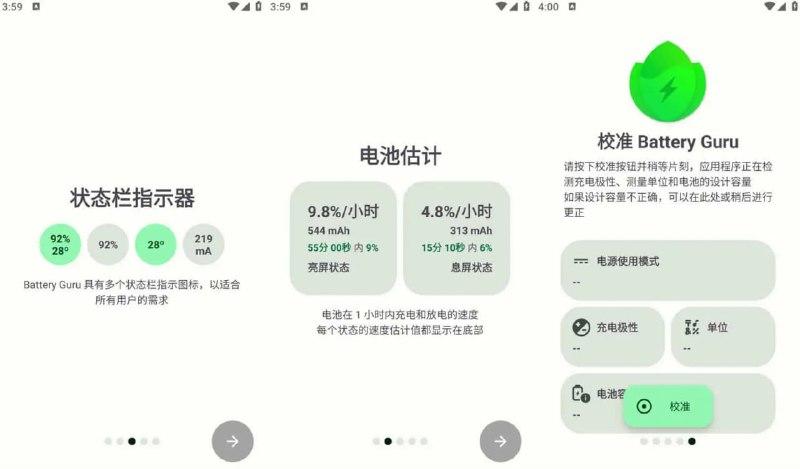 3:59
状态栏指示器
92%
28º
92%
28º
219
mA
Battery Guru 具有多个状态栏指示图标，以适合
所有用户的需求
3:59
电池估计
9.8%/小时
544 mAh
55分 00秒 内 9%
亮屏状态
4.8%/小时
313 mAh
15分 10秒 内 6%
息屏状态
电池在 1 小时内充电和放电的速度
每个状态的速度估计值都显示在底部
4:00
校准 Battery Guru
请按下校准按钮并稍等片刻，应用程序正在检
测充电极性、测量单位和电池的设计容量
如果设计容量不正确，可以在此处或稍后进行
更正
电源使用模式
--
充电极性
--
单位
--
电池容
--
校准